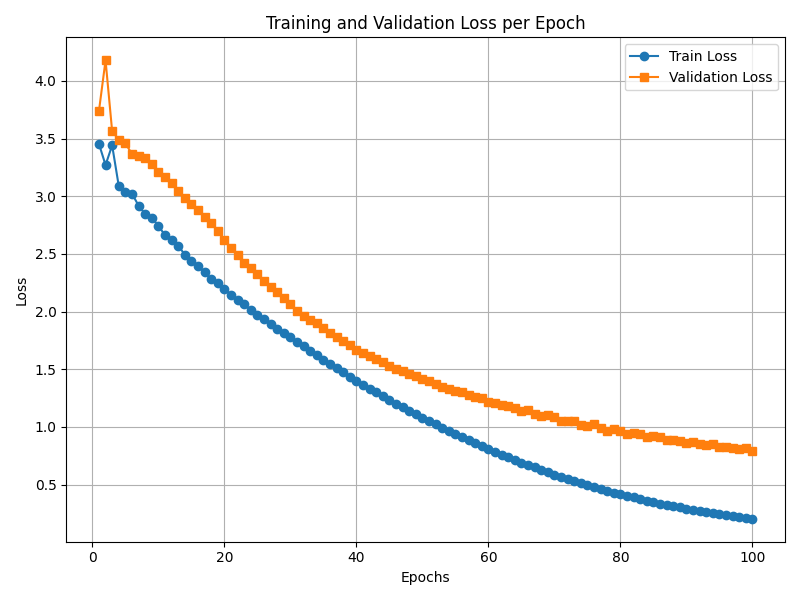 Training and Validation Loss per Epoch
Train Loss
Validation Loss
4.0
3.5
3.0
2.5
2.0
1.5
1.0
0.5
Loss
0 20 40 60 80 100
Epochs